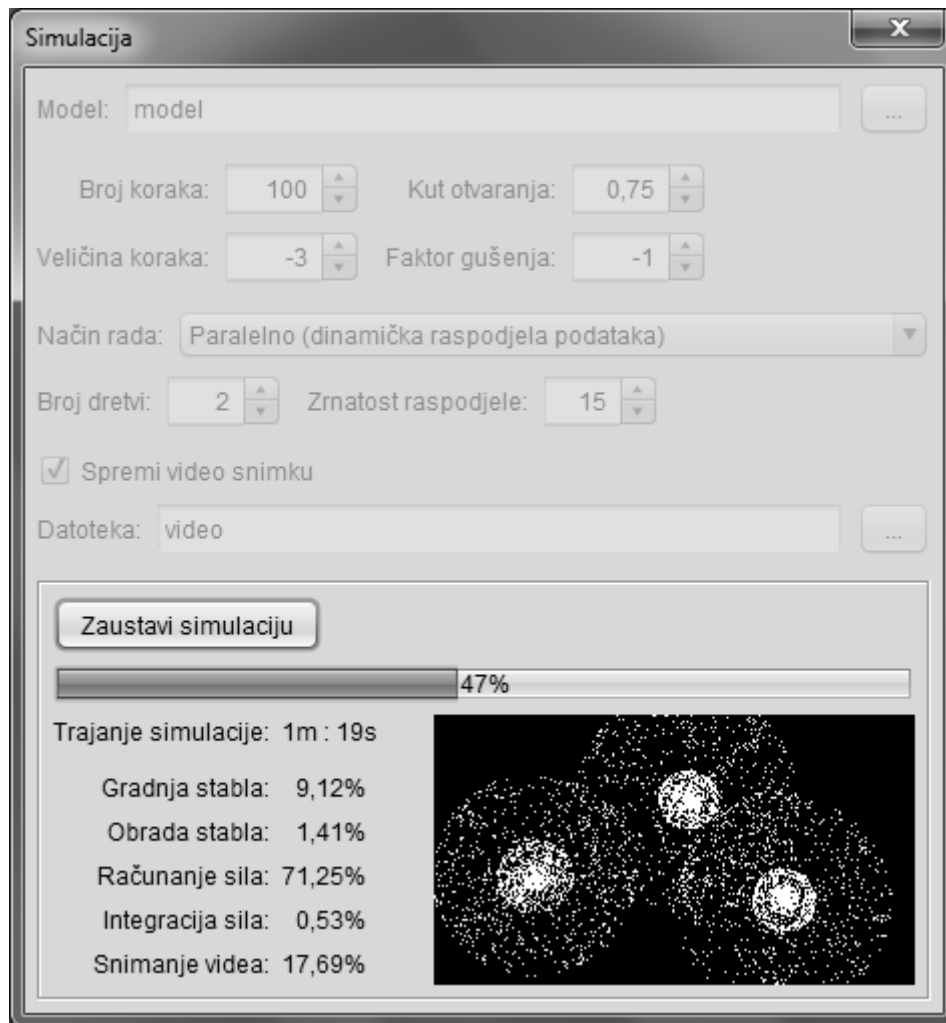 Simulacija
Model: model ...
Broj koraka: 100 Kut otvaranja: 0,75
Veličina koraka: -3 Faktor gušenja: -1
Način rada: Paralelno (dinamička raspodjela podataka)
Broj dretvi: 2 Zrnatost raspodjele: 15
Spremi video snimku
Datoteka: video ...
Zaustavi simulaciju
47%
Trajanje simulacije: 1m : 19s
Gradnja stabla: 9,12%
Obrada stabla: 1,41%
Računanje sila: 71,25%
Integracija sila: 0,53%
Snimanje videa: 17,69%